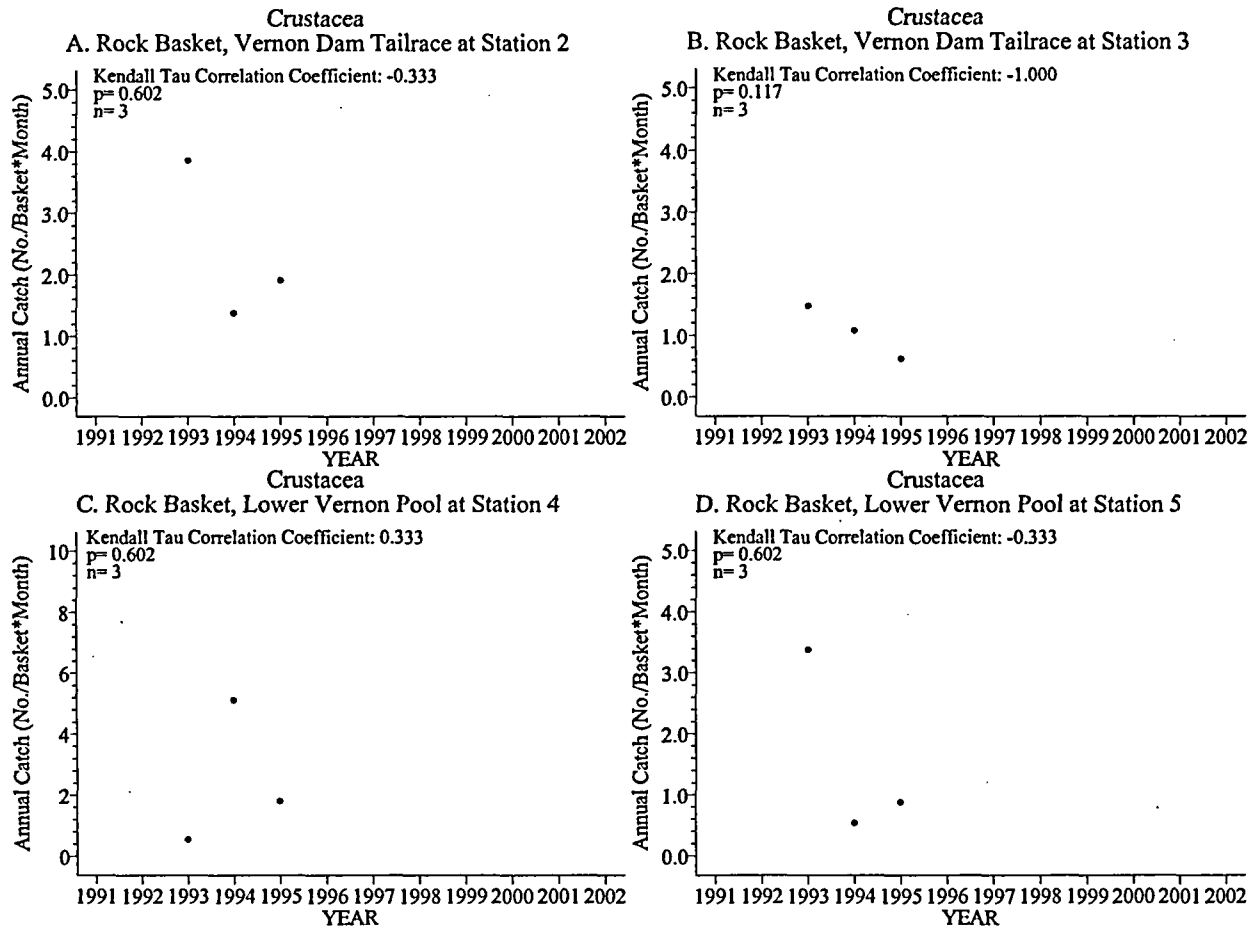 Crustacea
A. Rock Basket, Vernon Dam Tailrace at Station 2
Kendall Tau Correlation Coefficient: -0.333
p= 0.602
n= 3
Annual Catch (No./Basket*Month)
5.0
4.0
3.0
2.0
1.0
0.0
1991 1992 1993 1994 1995 1996 1997 1998 1999 2000 2001 2002
YEAR
Crustacea
B. Rock Basket, Vernon Dam Tailrace at Station 3
Kendall Tau Correlation Coefficient: -1.000
p= 0.117
n= 3
Annual Catch (No./Basket*Month)
5.0
4.0
3.0
2.0
1.0
0.0
1991 1992 1993 1994 1995 1996 1997 1998 1999 2000 2001 2002
YEAR
Crustacea
C. Rock Basket, Lower Vernon Pool at Station 4
Kendall Tau Correlation Coefficient: 0.333
p= 0.602
n= 3
Annual Catch (No./Basket*Month)
10
8
6
4
2
0
1991 1992 1993 1994 1995 1996 1997 1998 1999 2000 2001 2002
YEAR
Crustacea
D. Rock Basket, Lower Vernon Pool at Station 5
Kendall Tau Correlation Coefficient: -0.333
p= 0.602
n= 3
Annual Catch (No./Basket*Month)
5.0
4.0
3.0
2.0
1.0
0.0
1991 1992 1993 1994 1995 1996 1997 1998 1999 2000 2001 2002
YEAR